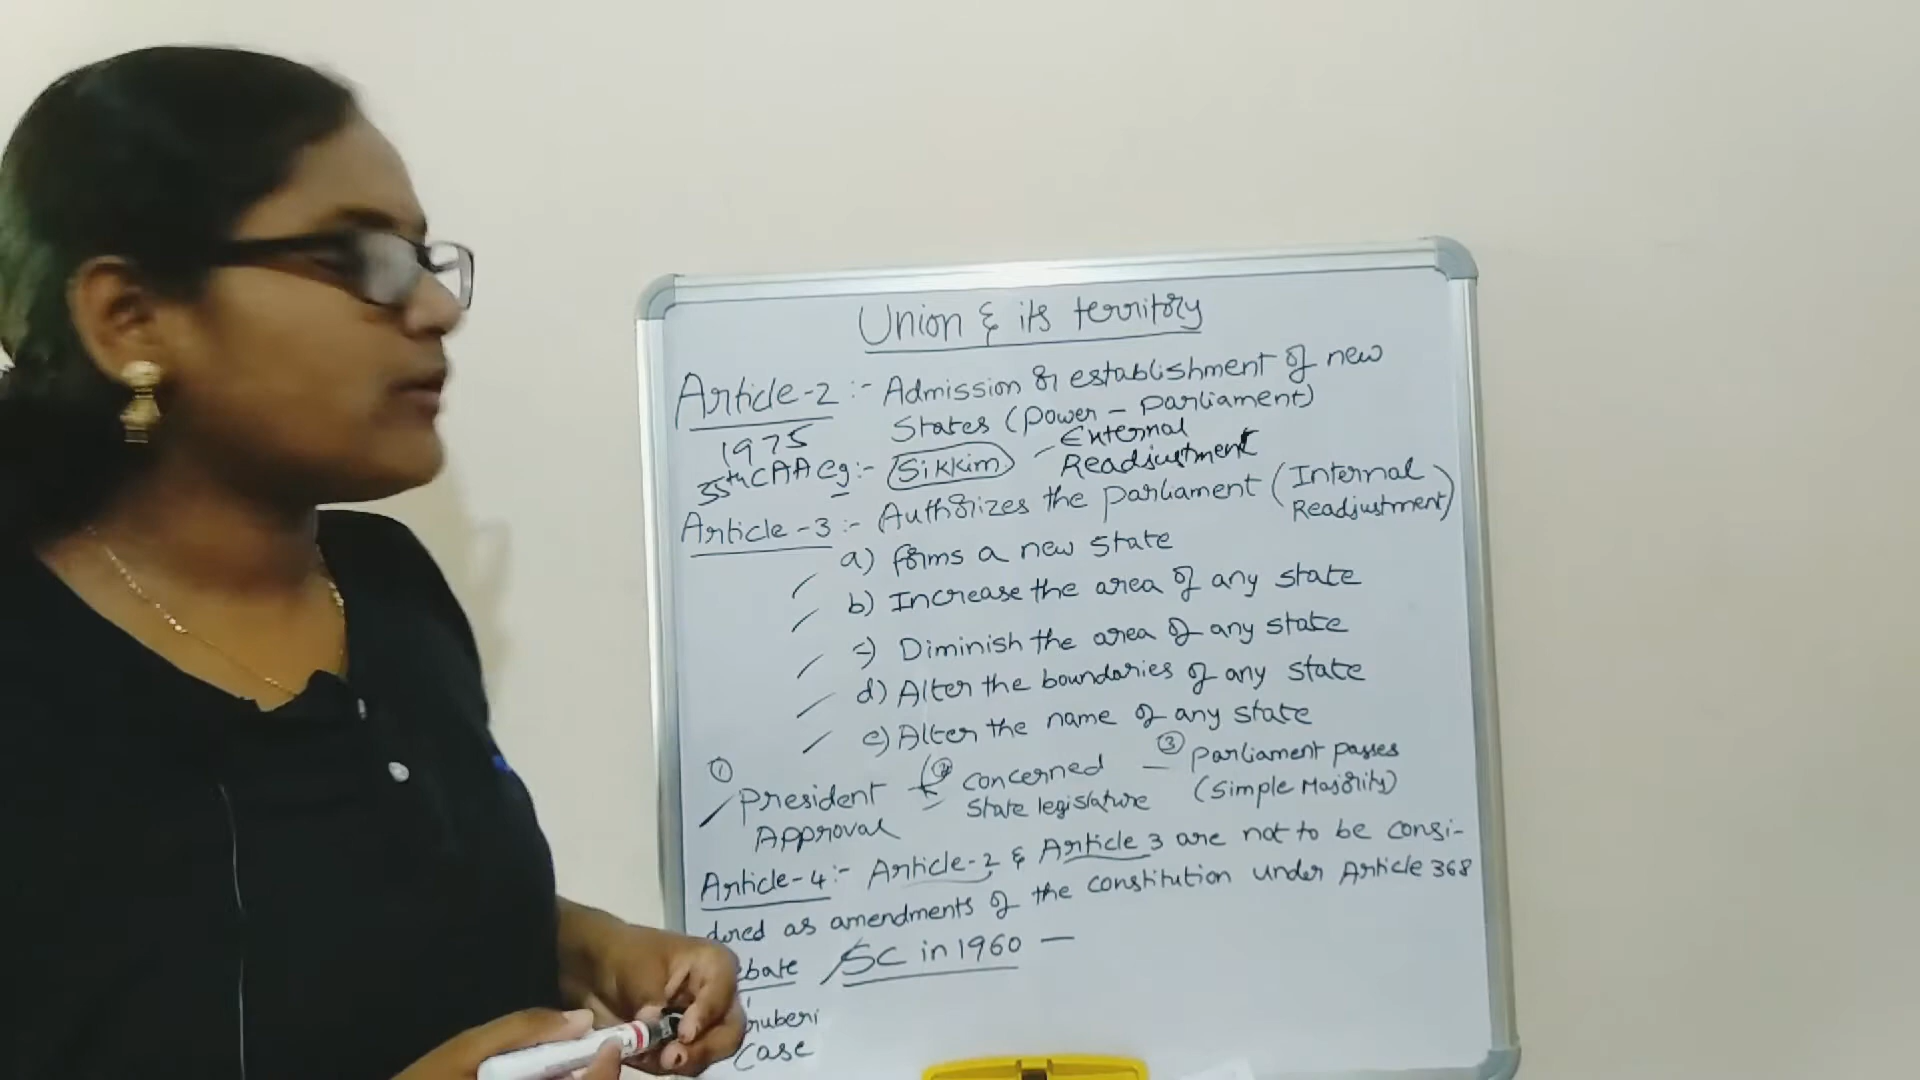 Union & its territory
Article-2 :- Admission or establishment of new
States (power - parliament)
1975
External
35th CAA eg:- Sikkim - Readjustment
Article-3 :- Authorizes the parliament (Internal
Readjustment)
a) forms a new state
b) Increase the area of any state
c) Diminish the area of any state
d) Alter the boundaries of any state
e) Alter the name of any state
① President ② concerned - ③ parliament passes
Approval State legislature (Simple Majority)
Article-4:- Article-2 & Article 3 are not to be consi-
dered as amendments of the constitution under Article 368
ebate SC in 1960 -
ruberi
Case